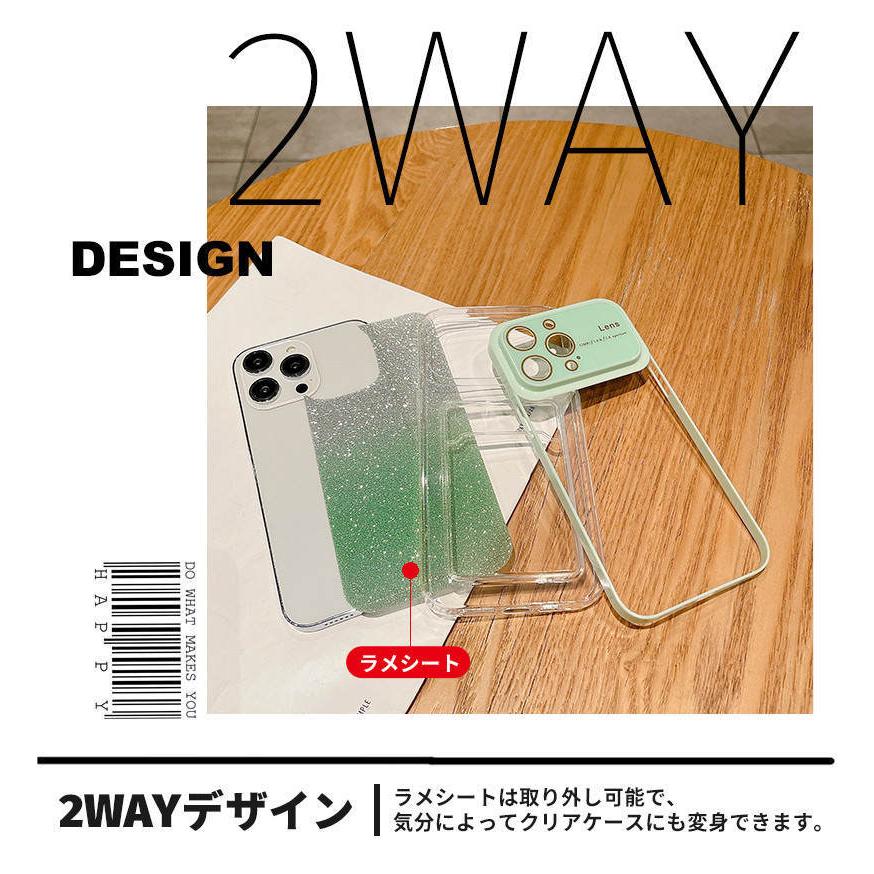 2WAY
DESIGN
Lens
DO WHAT MAKES YOU
HAPPY
ラメシート
2WAYデザイン
ラメシートは取り外し可能で、
気分によってクリアケースにも変身できます。